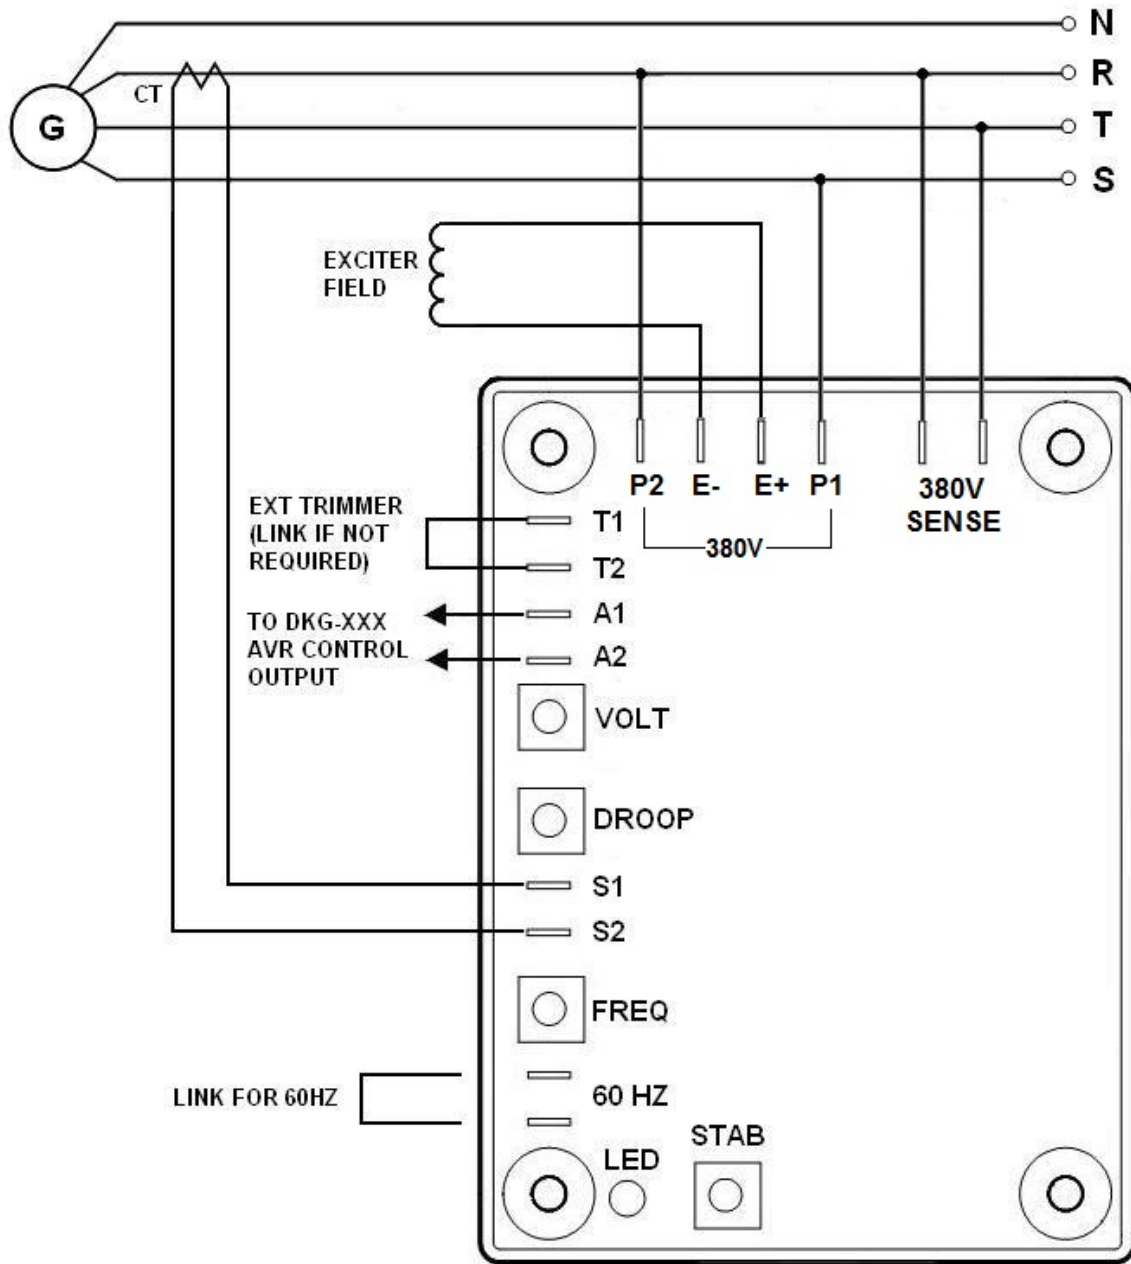 N
R
CT
G
T
S
EXCITER
FIELD
P2 E- E+ P1
380V
SENSE
380V
EXT TRIMMER
(LINK IF NOT
REQUIRED)
T1
T2
TO DKG-XXX
AVR CONTROL
OUTPUT
A1
A2
VOLT
DROOP
S1
S2
FREQ
LINK FOR 60HZ
60 HZ
STAB
LED